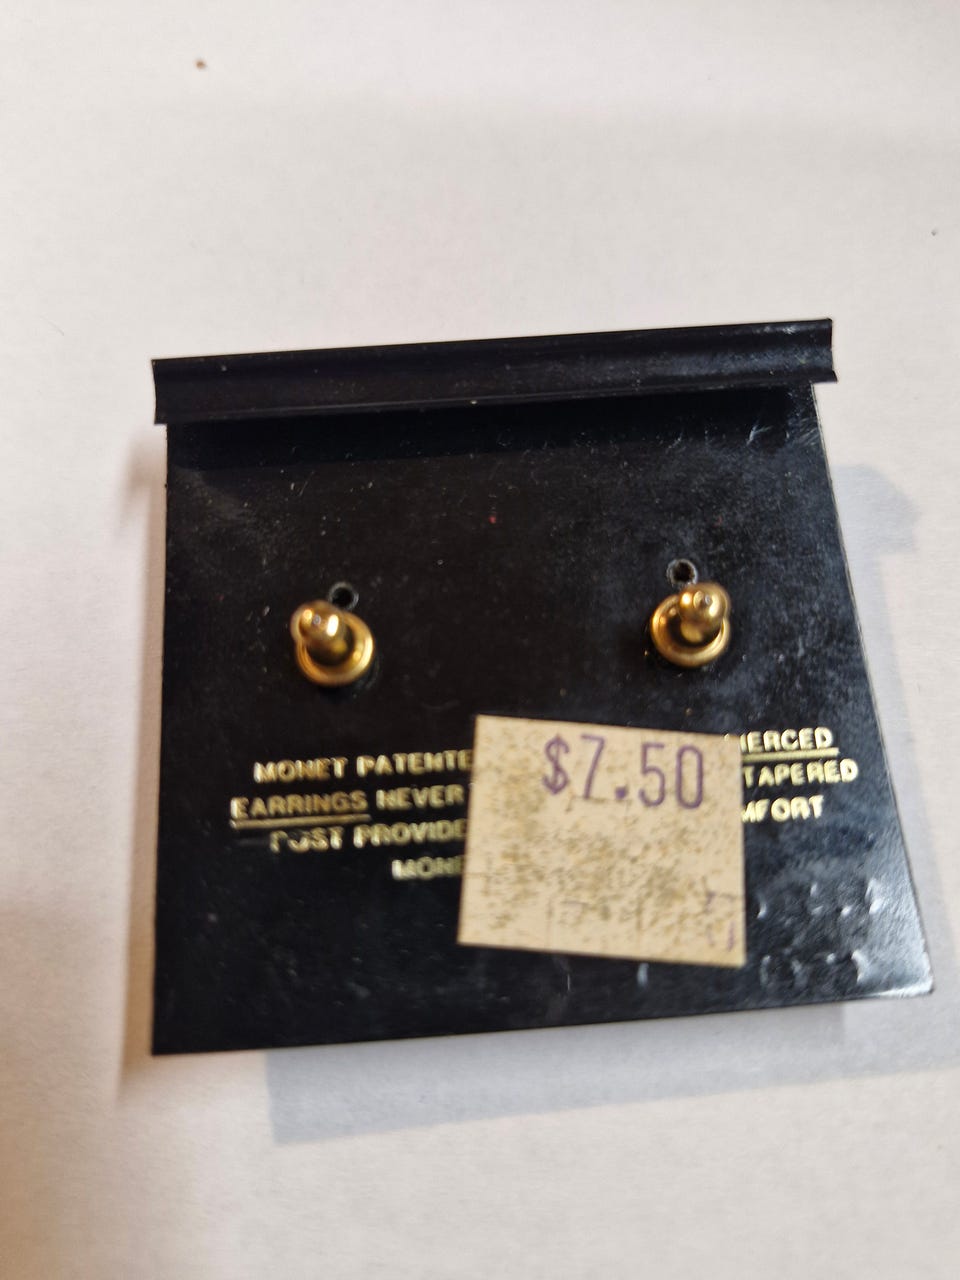 $7.50
MONET PATENTE IERCED
EARRINGS NEVER TAPERED
POST PROVIDE MFORT
MONE